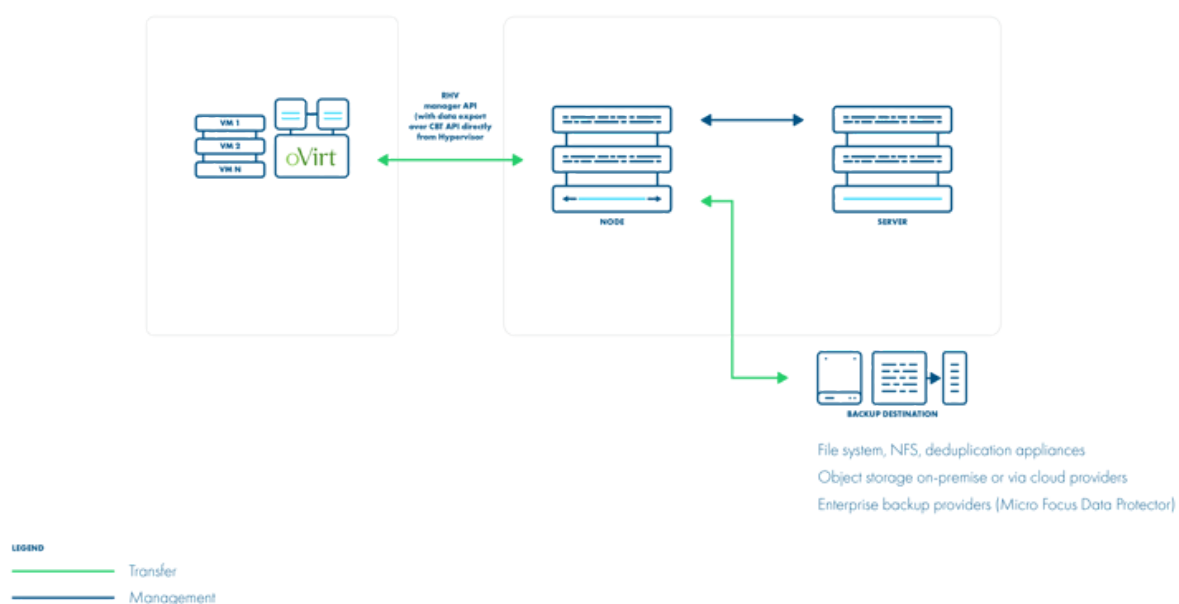 RHV
manager API
(with data export
over CBT API directly
from Hypervisor
VM 1
VM 2
VM N
oVirt
NODE
SERVER
BACKUP DESTINATION
File system, NFS, deduplication appliances
Object storage on-premise or via cloud providers
Enterprise backup providers (Micro Focus Data Protector)
LEGEND
Transfer
Management